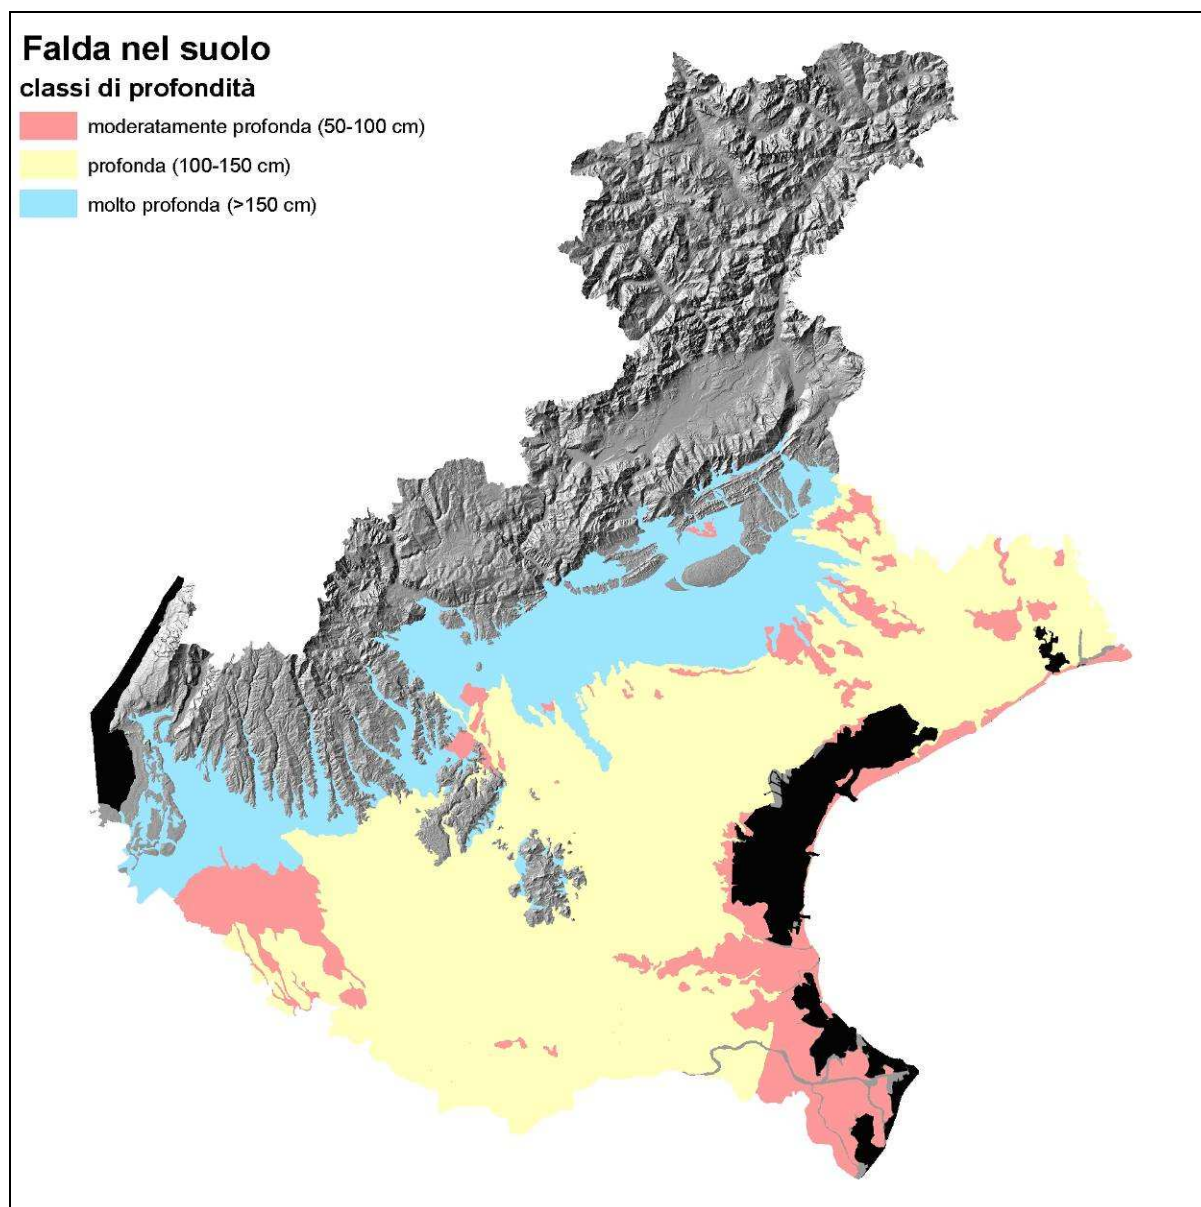 Falda nel suolo
classi di profondità
moderatamente profonda (50-100 cm)
profonda (100-150 cm)
molto profonda (>150 cm)